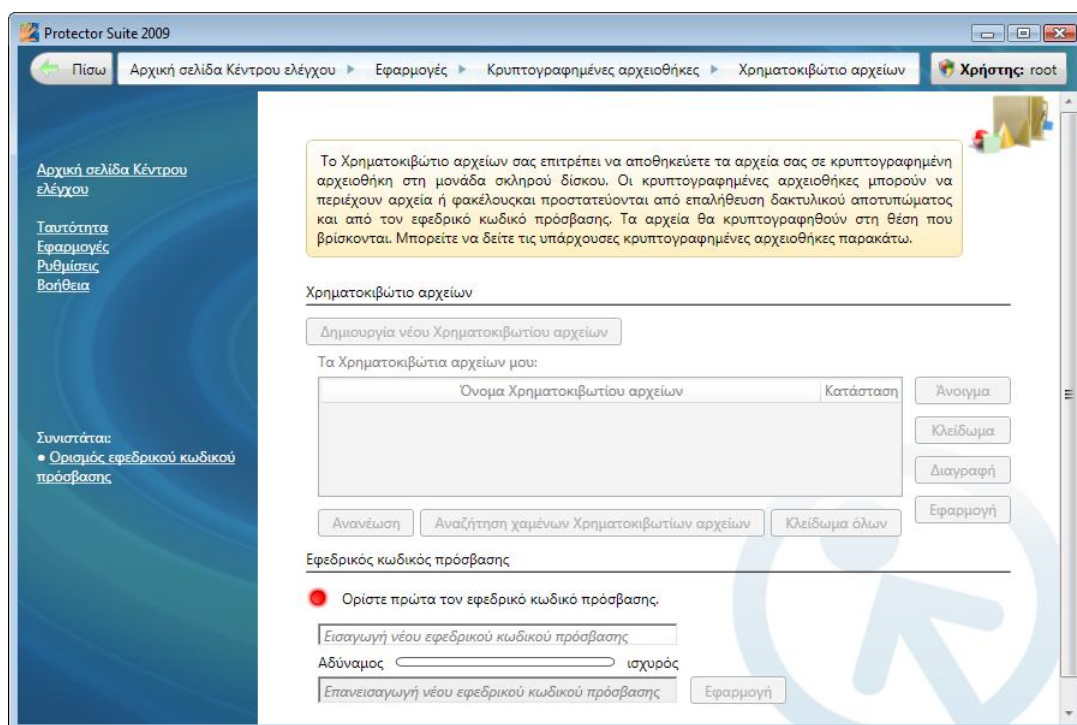 Protector Suite 2009
Πίσω
Αρχική σελίδα Κέντρου ελέγχου
Εφαρμογές
Κρυπτογραφημένες αρχειοθήκες
Χρηματοκιβώτιο αρχείων
Χρήστης: root
Αρχική σελίδα Κέντρου
ελέγχου
Ταυτότητα
Εφαρμογές
Ρυθμίσεις
Βοήθεια
Συνιστάται:
• Ορισμός εφεδρικού κωδικού
πρόσβασης
Το Χρηματοκιβώτιο αρχείων σας επιτρέπει να αποθηκεύετε τα αρχεία σας σε κρυπτογραφημένη
αρχειοθήκη στη μονάδα σκληρού δίσκου. Οι κρυπτογραφημένες αρχειοθήκες μπορούν να
περιέχουν αρχεία ή φακέλουςκαι προστατεύονται από επαλήθευση δακτυλικού αποτυπώματος
και από τον εφεδρικό κωδικό πρόσβασης. Τα αρχεία θα κρυπτογραφηθούν στη θέση που
βρίσκονται. Μπορείτε να δείτε τις υπάρχουσες κρυπτογραφημένες αρχειοθήκες παρακάτω.
Χρηματοκιβώτιο αρχείων
Δημιουργία νέου Χρηματοκιβωτίου αρχείων
Τα Χρηματοκιβώτια αρχείων μου:
Όνομα Χρηματοκιβωτίου αρχείων
Κατάσταση
Άνοιγμα
Κλείδωμα
Διαγραφή
Εφαρμογή
Ανανέωση
Αναζήτηση χαμένων Χρηματοκιβωτίων αρχείων
Κλείδωμα όλων
Εφεδρικός κωδικός πρόσβασης
Ορίστε πρώτα τον εφεδρικό κωδικό πρόσβασης.
Εισαγωγή νέου εφεδρικού κωδικού πρόσβασης
Αδύναμος
ισχυρός
Επανεισαγωγή νέου εφεδρικού κωδικού πρόσβασης
Εφαρμογή